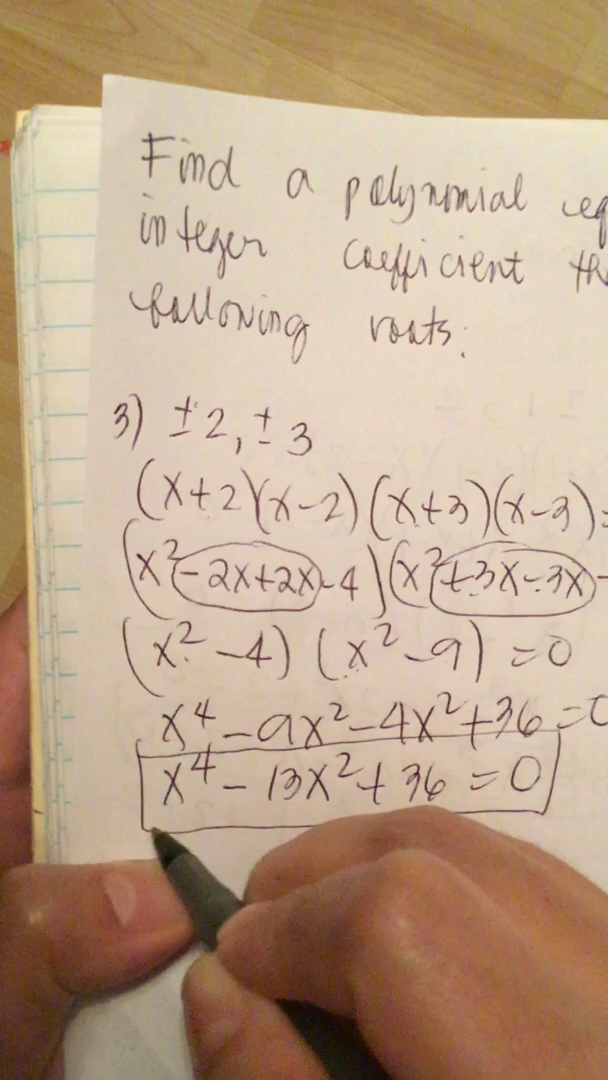 Find a polynomial eq
integer coefficient th
following roots:
3) ±2, ±3
(x+2)(x-2)(x+3)(x-3)=
(x²-2x+2x-4)(x²+3x-3x-
(x²-4) (x²-9) = 0
x⁴-9x²-4x²+36=0
x⁴-13x²+36=0